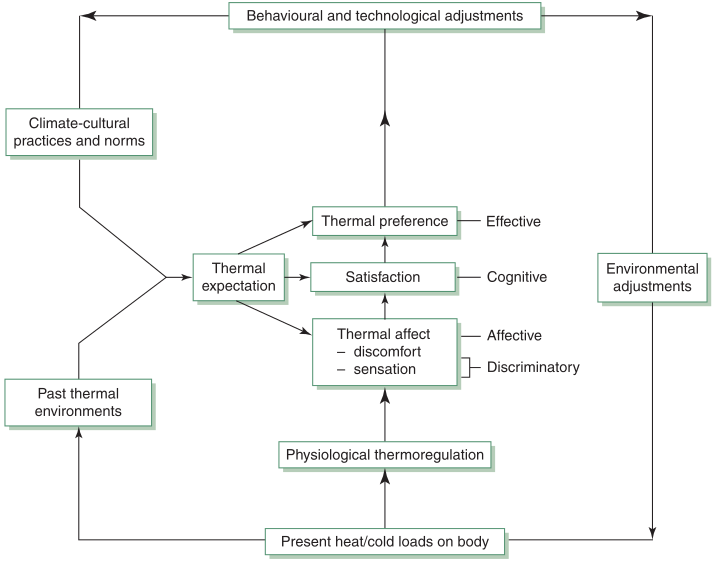 Behavioural and technological adjustments
Climate-cultural
practices and norms
Thermal preference
Effective
Thermal
expectation
Satisfaction
Cognitive
Environmental
adjustments
Thermal affect
– discomfort
– sensation
Affective
Discriminatory
Past thermal
environments
Physiological thermoregulation
Present heat/cold loads on body